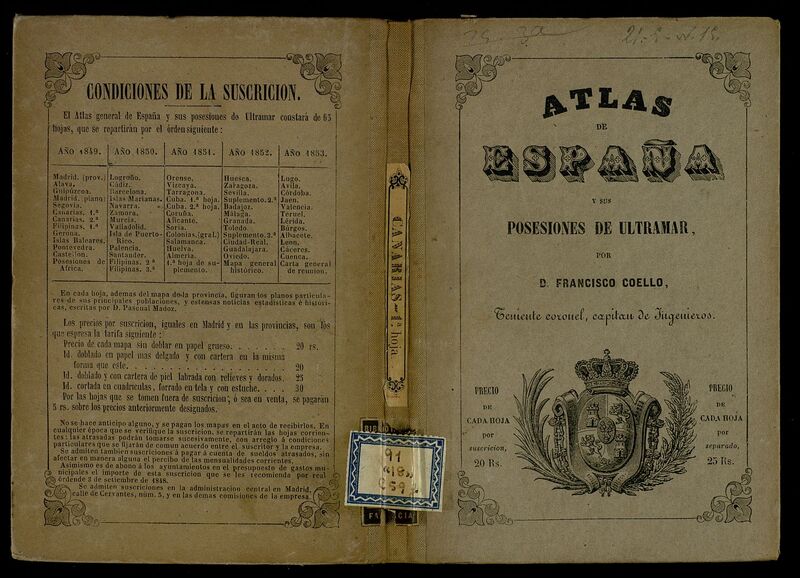 CONDICIONES DE LA SUSCRICION.
El Atlas general de España y sus posesiones de Ultramar constará de 65
hojas, que se repartirán por el órden siguiente:
Año 1849.
Madrid. (prov.)
Alava.
Guipúzcoa.
Madrid. plano
Segovia.
Canarias. 1.ª
Canarias. 2.ª
Filipinas. 1.ª
Gerona.
Islas Baleares.
Pontevedra.
Castellon.
Posesiones de
Africa.
Año 1850.
Logroño.
Cádiz.
Barcelona.
Islas Marianas.
Navarra.
Zamora.
Murcia.
Valladolid.
Isla de Puerto-
Rico.
Palencia.
Santander.
Filipinas. 2.ª
Filipinas. 3.ª
Año 1851.
Orense.
Vizcaya.
Tarragona.
Cuba. 1.ª hoja.
Cuba. 2.ª hoja.
Coruña.
Alicante.
Soria.
Colonias.(gral.)
Salamanca.
Huelva.
Almeria.
1.ª hoja de su-
plemento.
Año 1852.
Huesca.
Zaragoza.
Sevilla.
Suplemento.2.ª
Badajoz.
Málaga.
Granada.
Toledo.
Suplemento.3.ª
Ciudad-Real.
Guadalajara.
Oviedo.
Mapa general
histórico.
Año 1853.
Lugo.
Avila.
Córdoba.
Jaen.
Valencia.
Teruel.
Lérida.
Búrgos.
Albacete.
Leon.
Cáceres.
Cuenca.
Carta general
de reunion.
En cada hoja, ademas del mapa de la provincia, figuran los planos particula-
res de sus principales poblaciones, y estensas noticias estadísticas é históri-
cas, escritas por D. Pascual Madoz.
Los precios por suscricion, iguales en Madrid y en las provincias, son los
que espresa la tarifa siguiente:
Precio de cada mapa sin doblar en papel grueso. . . . . . 20 rs.
Id. doblado en papel mas delgado y con cartera en la misma
forma que este. . . . . . . . . . . . . . . 20
Id. doblado y con cartera de piel labrada con relieves y dorados. 25
Id. cortada en cuadriculas, forrado en tela y con estuche. . . . 30
Por las hojas que se tomen fuera de suscricion; ó sea en venta, se pagarán
5 rs. sobre los precios anteriormente designados.
No se hace anticipo alguno, y se pagan los mapas en el acto de recibirlos. En
cualquier época que se verifique la suscricion, se repartirán las hojas corrien-
tes: las atrasadas podrán tomarse sucesivamente, con arreglo á condiciones
particulares que se fijarán de comun acuerdo entre el suscritor y la empresa.
Se admiten tambien suscriciones á pagar á cuenta de sueldos atrasados, sin
afectar en manera alguna el percibo de las mensualidades corrientes.
Asimismo es de abono á los ayuntamientos en el presupuesto de gastos mu-
nicipales el importe de esta suscricion que se les recomienda por real
órden de 3 de setiembre de 1848.
Se admiten suscriciones en la administracion central en Madrid,
calle de Cervantes, núm. 5, y en las demas comisiones de la empresa.
CANARIAS-1.ª hoja
91
"18"
ATLAS
DE
ESPAÑA
Y SUS
POSESIONES DE ULTRAMAR,
POR
D. FRANCISCO COELLO,
Teniente coronel, capitan de Ingenieros.
PRECIO
DE
CADA HOJA
por
suscricion,
20 Rs.
PRECIO
DE
CADA HOJA
por
separado,
25 Rs.